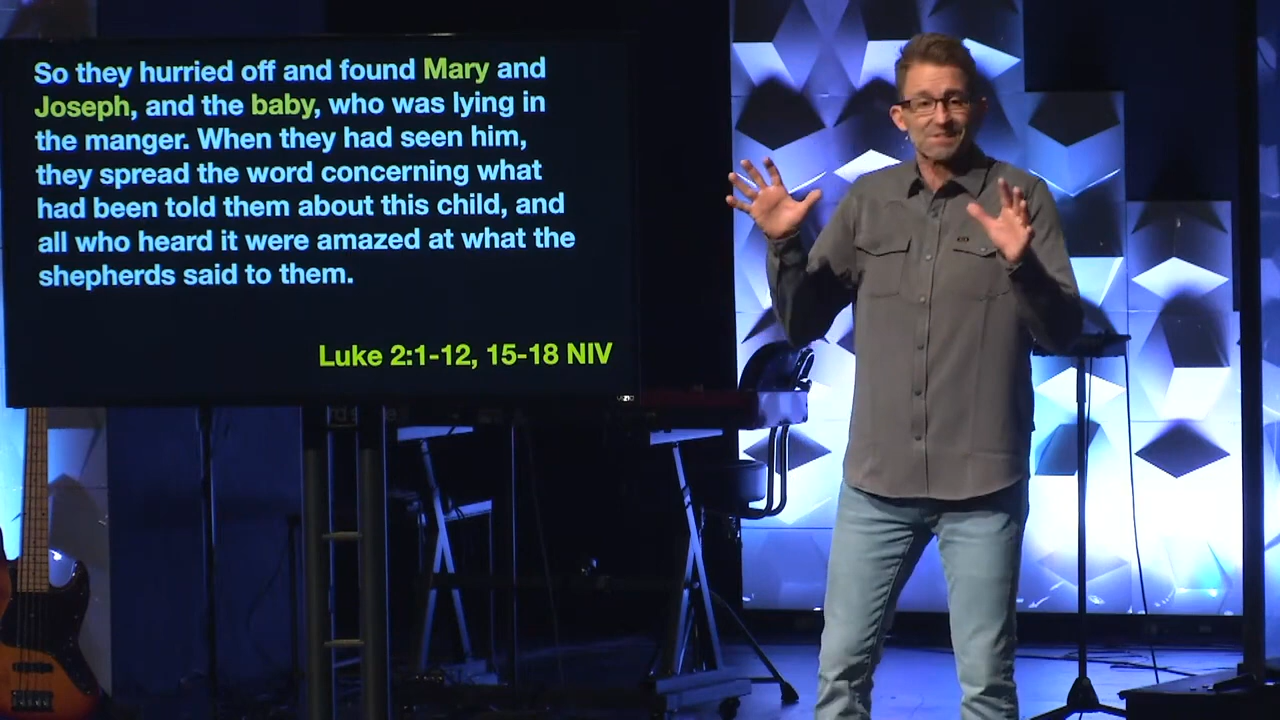 So they hurried off and found Mary and
Joseph, and the baby, who was lying in
the manger. When they had seen him,
they spread the word concerning what
had been told them about this child, and
all who heard it were amazed at what the
shepherds said to them.
Luke 2:1-12, 15-18 NIV
VIZIO